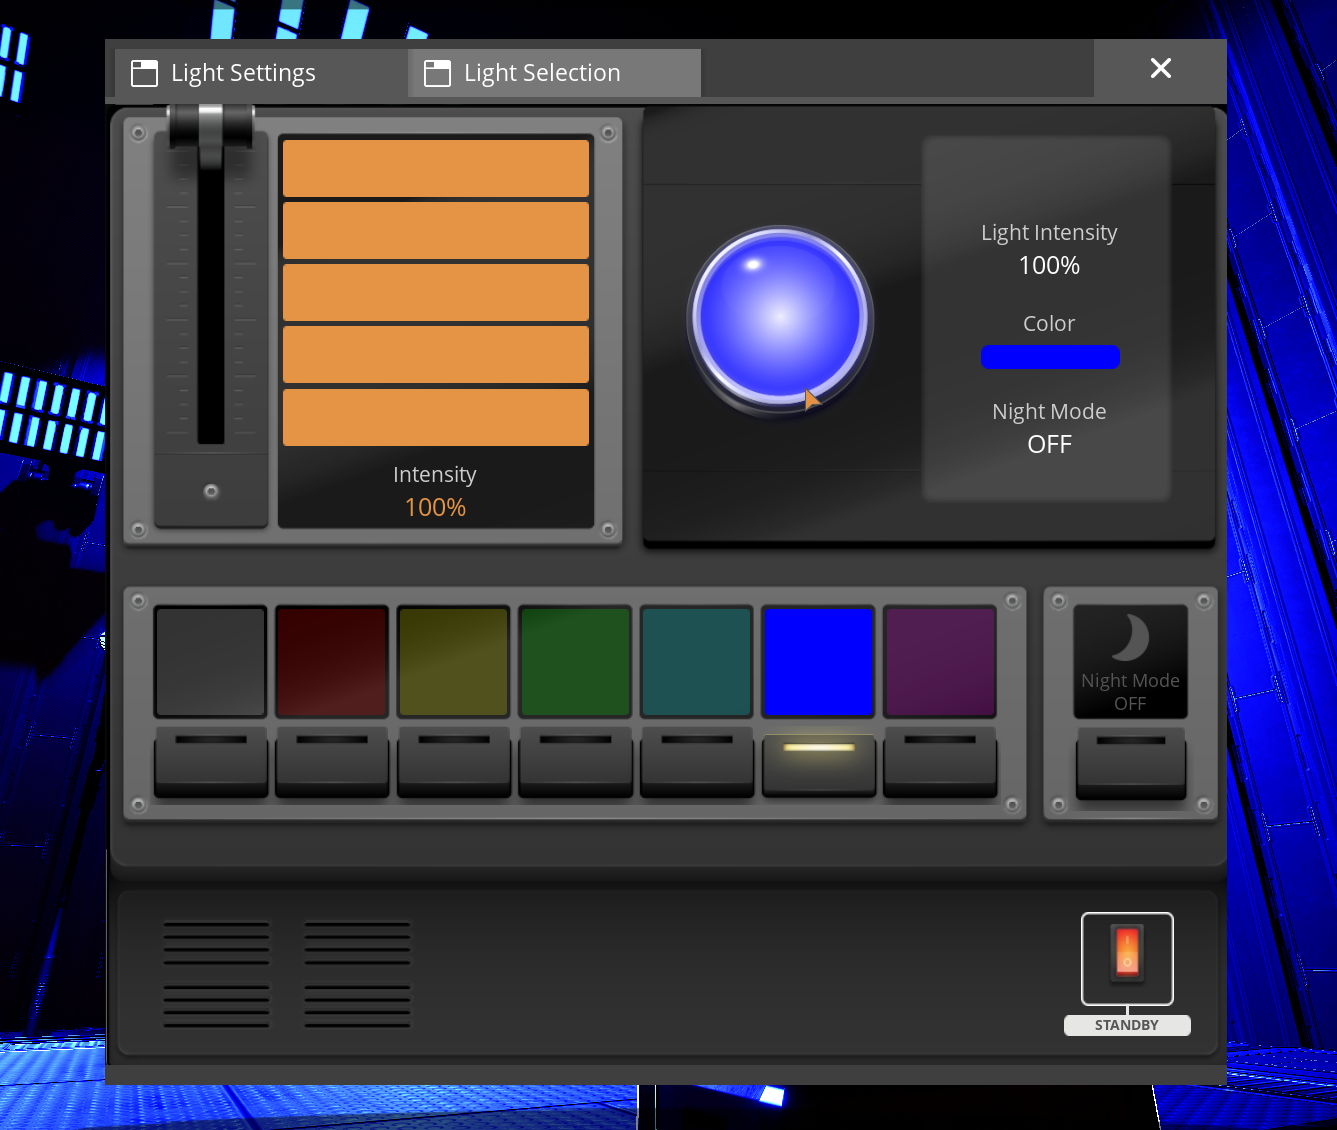 Light Settings
Light Selection
Light Intensity
100%
Color
Night Mode
OFF
Intensity
100%
Night Mode
OFF
STANDBY